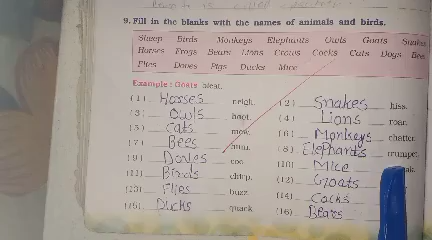 9. Fill in the blanks with the names of animals and birds.
Sheep Birds Monkeys Elephants Owls Goats Snakes
Horses Frogs Bears Lions Crows Cocks Cats Dogs Bees
Flies Doves Pigs Ducks Mice
Example : Goats bleat.
(1) Horses neigh. (2) Snakes hiss.
(3) Owls hoot. (4) Lions roar.
(5) Cats mew. (6) Monkeys chatter.
(7) Bees hum. (8) Elephants trumpet.
(9) Doves coo. (10) Mice
(11) Birds chirp. (12) Goats
(13) Flies buzz. (14) Cocks
(15) Ducks quack. (16) Bears